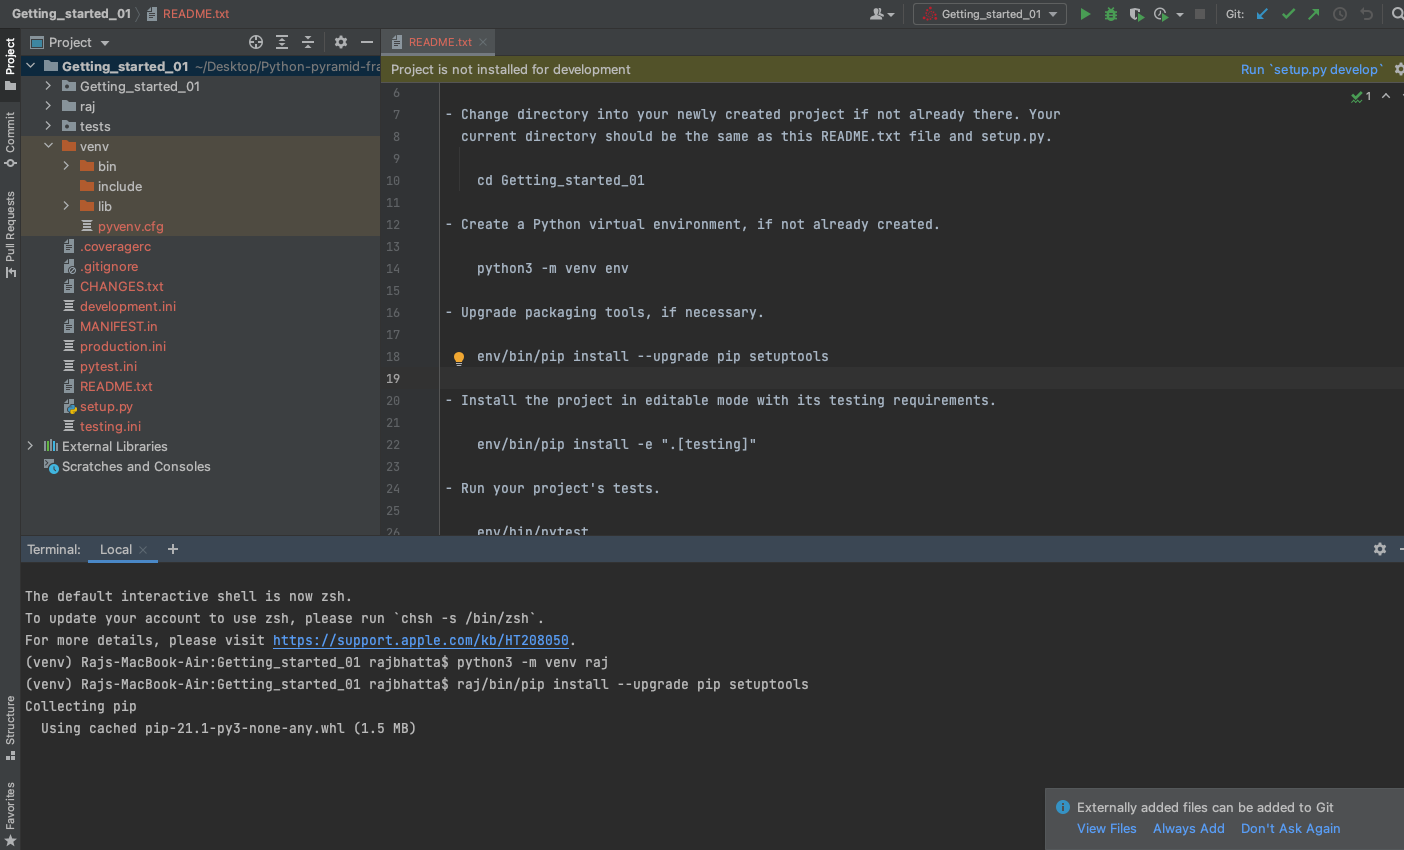 Getting_started_01 README.txt Getting_started_01 Git:
Project
README.txt
Getting_started_01 ~/Desktop/Python-pyramid-fra
Getting_started_01
raj
tests
venv
bin
include
lib
pyvenv.cfg
.coveragerc
.gitignore
CHANGES.txt
development.ini
MANIFEST.in
production.ini
pytest.ini
README.txt
setup.py
testing.ini
External Libraries
Scratches and Consoles
Project
Commit
Pull Requests
Structure
Favorites
Project is not installed for development Run `setup.py develop`
1
6
7 - Change directory into your newly created project if not already there. Your
8 current directory should be the same as this README.txt file and setup.py.
9
10 cd Getting_started_01
11
12 - Create a Python virtual environment, if not already created.
13
14 python3 -m venv env
15
16 - Upgrade packaging tools, if necessary.
17
18 env/bin/pip install --upgrade pip setuptools
19
20 - Install the project in editable mode with its testing requirements.
21
22 env/bin/pip install -e ".[testing]"
23
24 - Run your project's tests.
25
26 env/bin/pytest
Terminal: Local
The default interactive shell is now zsh.
To update your account to use zsh, please run `chsh -s /bin/zsh`.
For more details, please visit https://support.apple.com/kb/HT208050.
(venv) Rajs-MacBook-Air:Getting_started_01 rajbhatta$ python3 -m venv raj
(venv) Rajs-MacBook-Air:Getting_started_01 rajbhatta$ raj/bin/pip install --upgrade pip setuptools
Collecting pip
Using cached pip-21.1-py3-none-any.whl (1.5 MB)
Externally added files can be added to Git
View Files Always Add Don't Ask Again